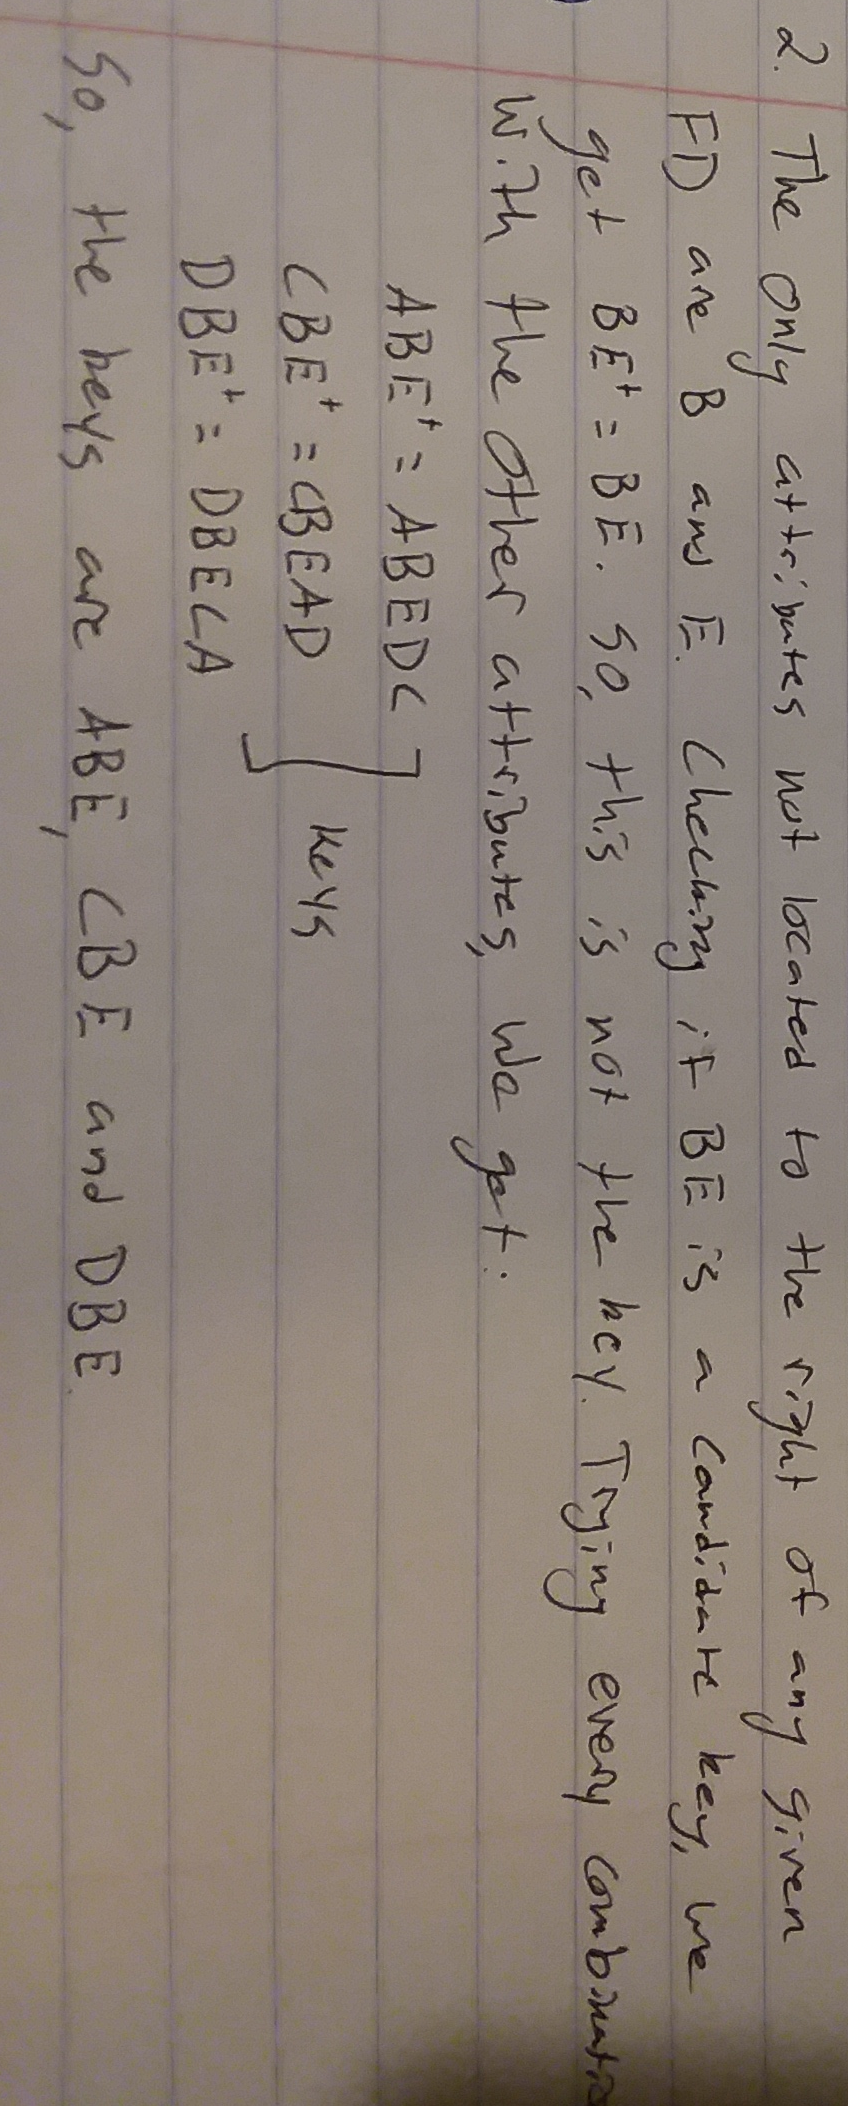 2. The only attributes not located to the right of any given
FD are B and E. Checking if BE is a candidate key, we
get BE⁺ = BE. So, this is not the key. Trying every combinatio
with the other attributes, we get:
ABE⁺ = ABEDC
CBE⁺ = CBEAD
DBE⁺ = DBECA
keys
So, the keys are ABE, CBE and DBE.